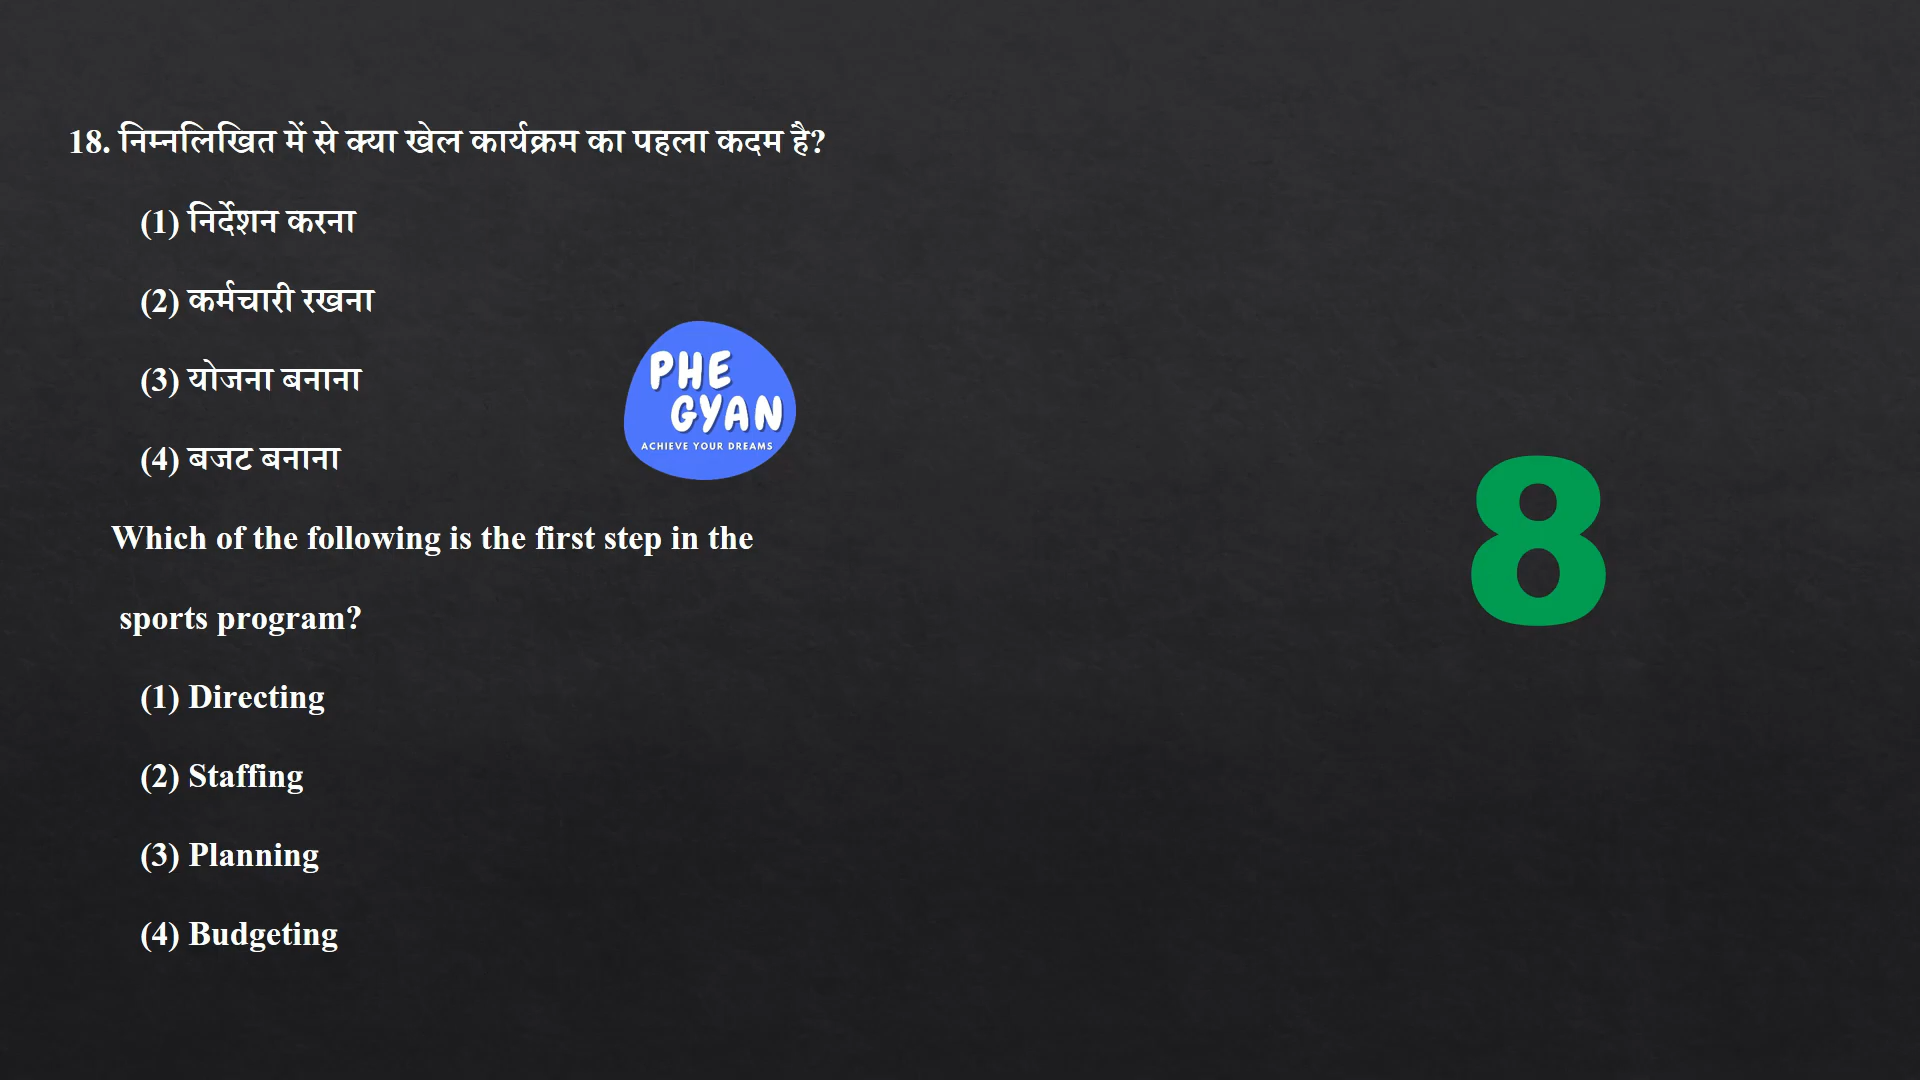 18. निम्नलिखित में से क्या खेल कार्यक्रम का पहला कदम है?
(1) निर्देशन करना
(2) कर्मचारी रखना
(3) योजना बनाना
(4) बजट बनाना
PHE
GYAN
ACHIEVE YOUR DREAMS
Which of the following is the first step in the
sports program?
(1) Directing
(2) Staffing
(3) Planning
(4) Budgeting
8